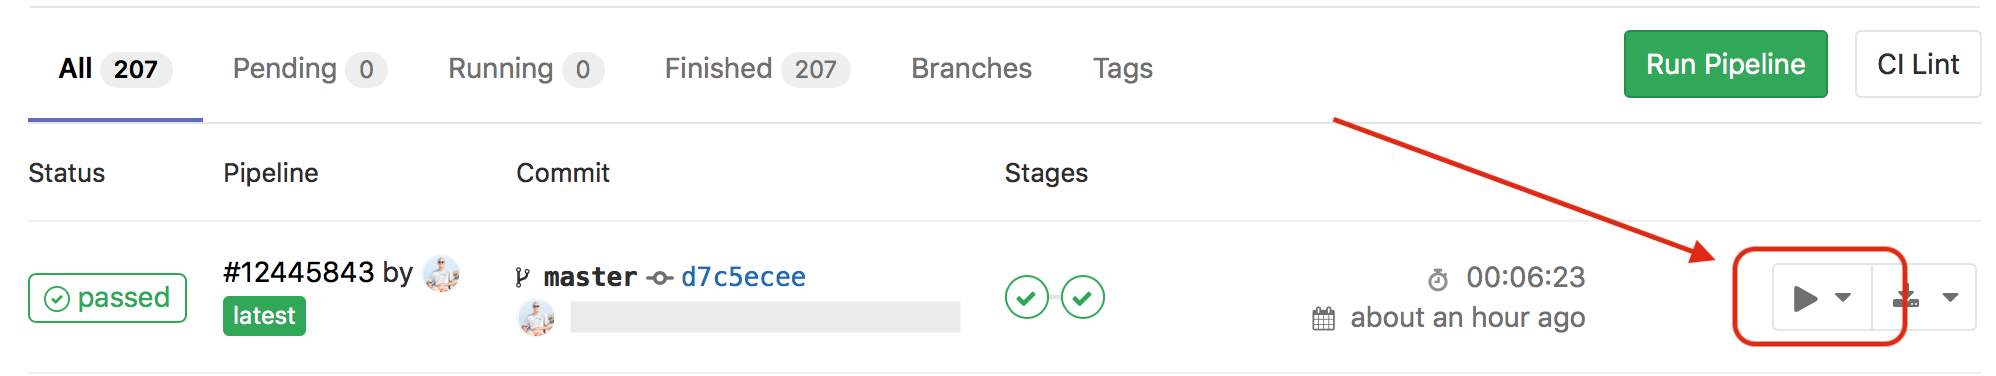 All 207 Pending 0 Running 0 Finished 207 Branches Tags Run Pipeline CI Lint
Status Pipeline Commit Stages
passed #12445843 by latest master d7c5ecee 00:06:23
about an hour ago